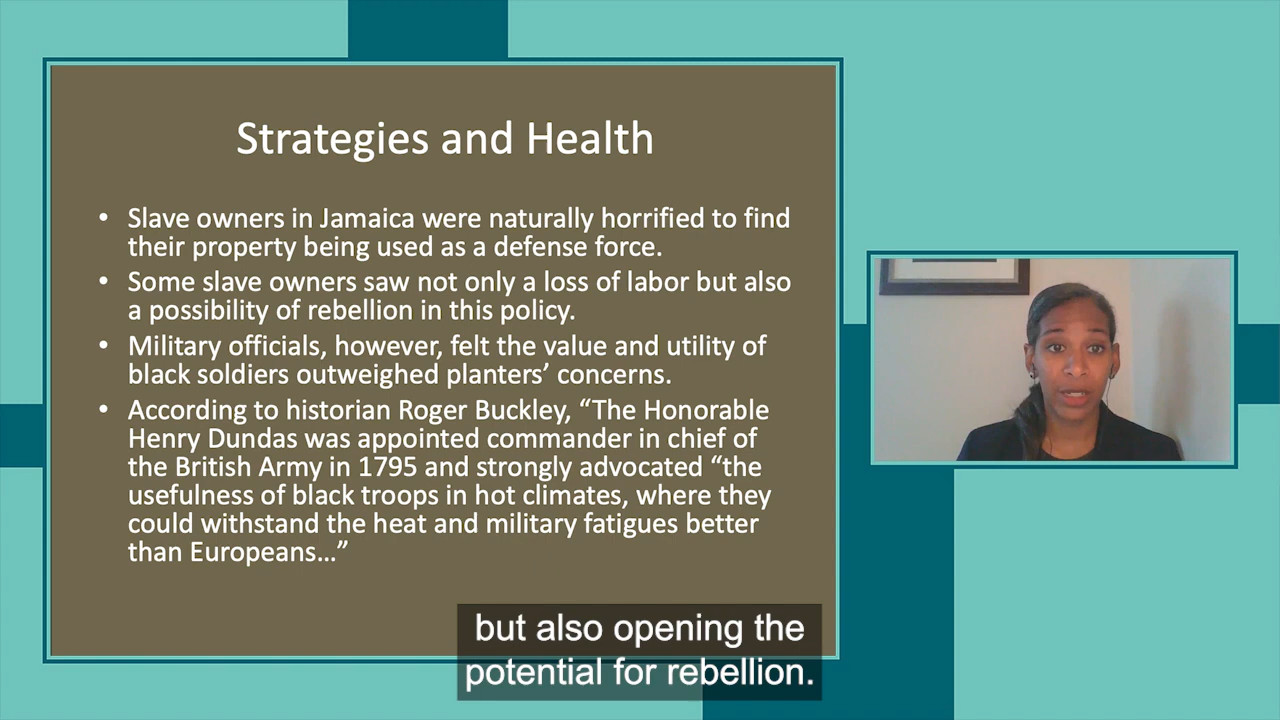 Strategies and Health
• Slave owners in Jamaica were naturally horrified to find
their property being used as a defense force.
• Some slave owners saw not only a loss of labor but also
a possibility of rebellion in this policy.
• Military officials, however, felt the value and utility of
black soldiers outweighed planters’ concerns.
• According to historian Roger Buckley, “The Honorable
Henry Dundas was appointed commander in chief of
the British Army in 1795 and strongly advocated “the
usefulness of black troops in hot climates, where they
could withstand the heat and military fatigues better
than Europeans…”
but also opening the
potential for rebellion.